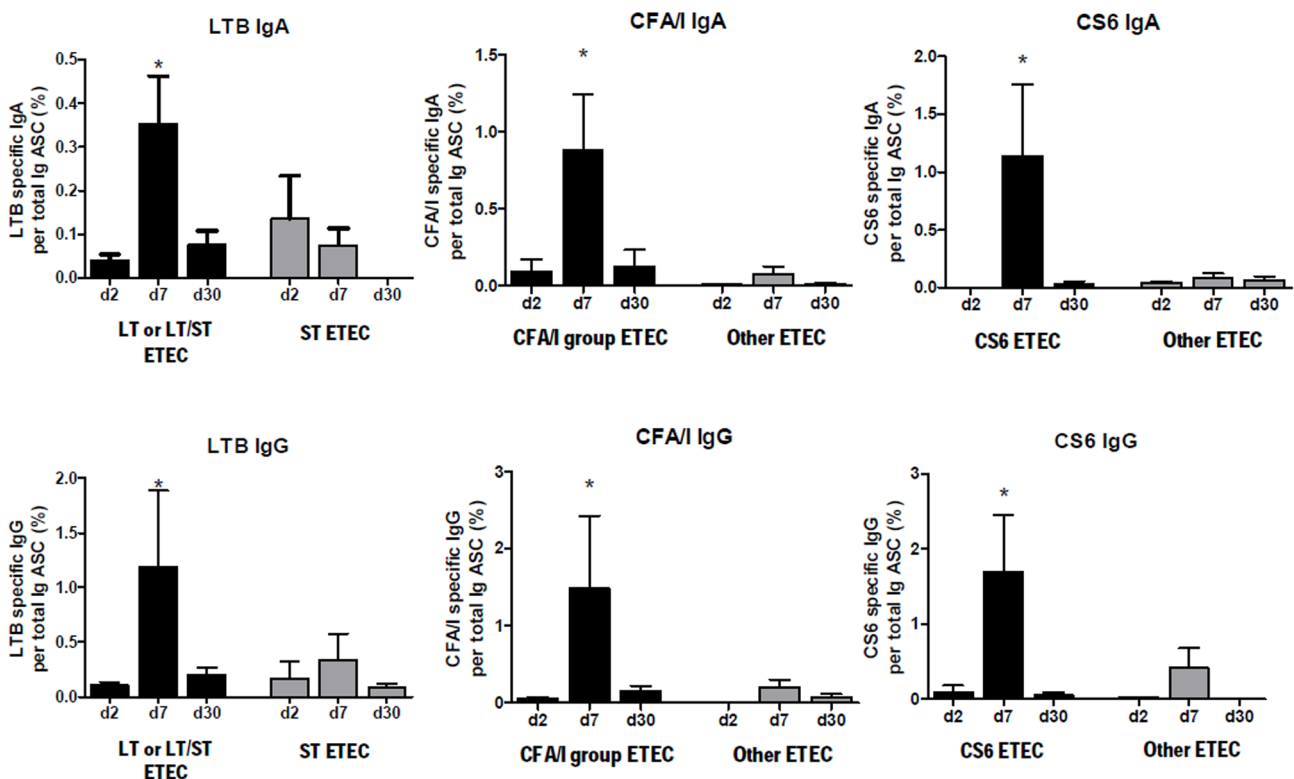 LTB IgA
LTB specific IgA
per total Ig ASC (%)
0.5
0.4
0.3
0.2
0.1
0.0
*
d2 d7 d30 d2 d7 d30
LT or LT/ST
ETEC
ST ETEC
CFA/I IgA
CFA/I specific IgA
per total Ig ASC (%)
1.5
1.0
0.5
0.0
*
d2 d7 d30 d2 d7 d30
CFA/I group ETEC Other ETEC
CS6 IgA
CS6 specific IgA
per total Ig ASC (%)
2.0
1.5
1.0
0.5
0.0
*
d2 d7 d30 d2 d7 d30
CS6 ETEC Other ETEC
LTB IgG
LTB specific IgG
per total Ig ASC (%)
2.0
1.5
1.0
0.5
0.0
*
d2 d7 d30 d2 d7 d30
LT or LT/ST
ETEC
ST ETEC
CFA/I IgG
CFA/I specific IgG
per total Ig ASC (%)
3
2
1
0
*
d2 d7 d30 d2 d7 d30
CFA/I group ETEC Other ETEC
CS6 IgG
CS6 specific IgG
per total Ig ASC (%)
3
2
1
0
*
d2 d7 d30 d2 d7 d30
CS6 ETEC Other ETEC